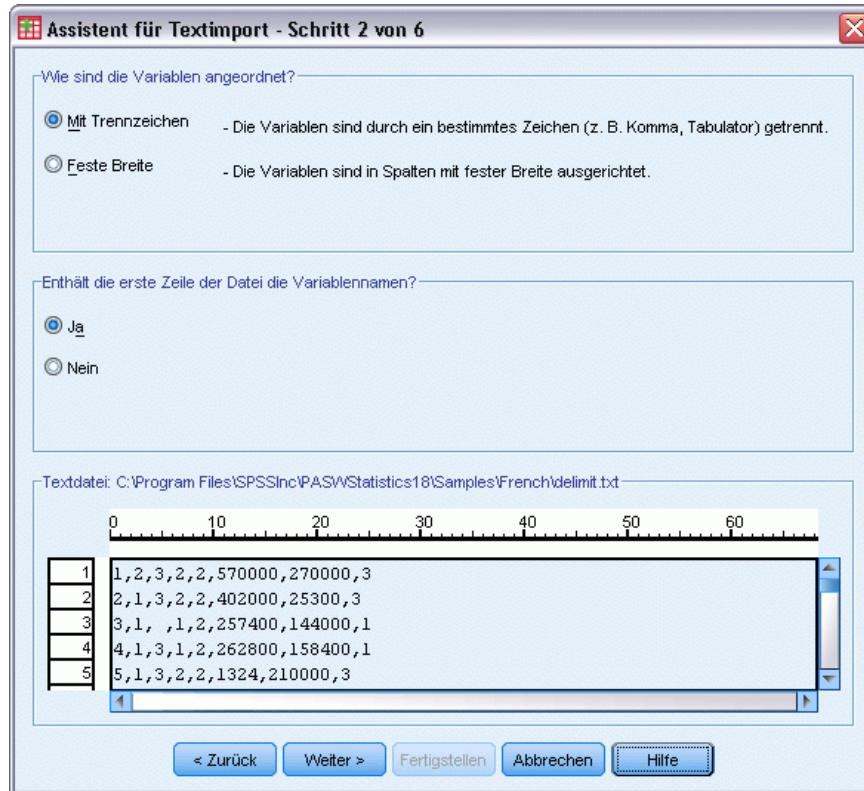 Assistent für Textimport - Schritt 2 von 6
Wie sind die Variablen angeordnet?
Mit Trennzeichen - Die Variablen sind durch ein bestimmtes Zeichen (z. B. Komma, Tabulator) getrennt.
Feste Breite - Die Variablen sind in Spalten mit fester Breite ausgerichtet.
Enthält die erste Zeile der Datei die Variablennamen?
Ja
Nein
Textdatei: C:\Program Files\SPSSInc\PASWStatistics18\Samples\French\delimit.txt
0 10 20 30 40 50 60
1 1,2,3,2,2,570000,270000,3
2 2,1,3,2,2,402000,25300,3
3 3,1, ,1,2,257400,144000,1
4 4,1,3,1,2,262800,158400,1
5 5,1,3,2,2,1324,210000,3
< Zurück Weiter > Fertigstellen Abbrechen Hilfe